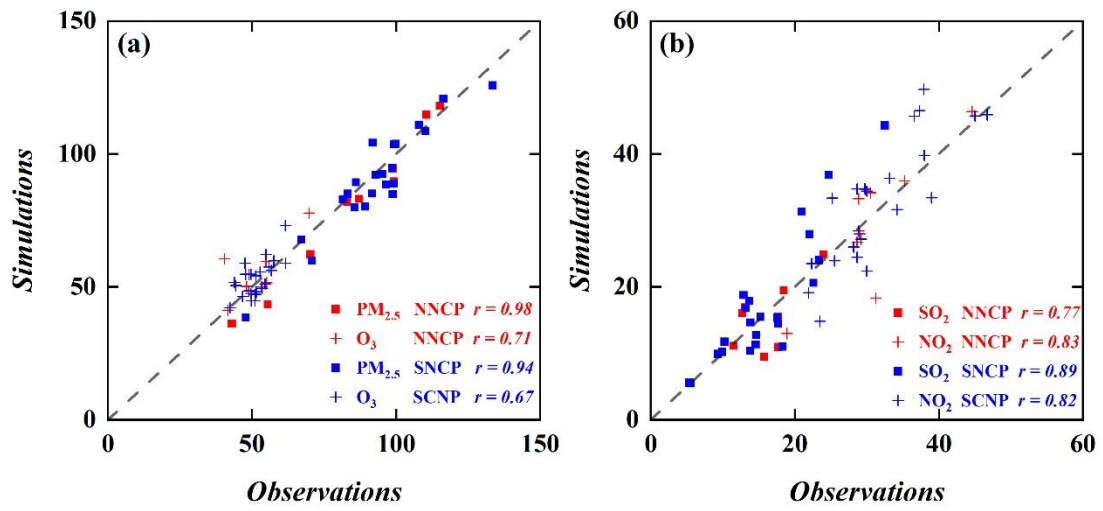 (a)
150
100
50
0
Simulations
PM2.5 NNCP r = 0.98
O3 NNCP r = 0.71
PM2.5 SNCP r = 0.94
O3 SCNP r = 0.67
0 50 100 150
Observations
(b)
60
40
20
0
Simulations
SO2 NNCP r = 0.77
NO2 NNCP r = 0.83
SO2 SNCP r = 0.89
NO2 SCNP r = 0.82
0 20 40 60
Observations